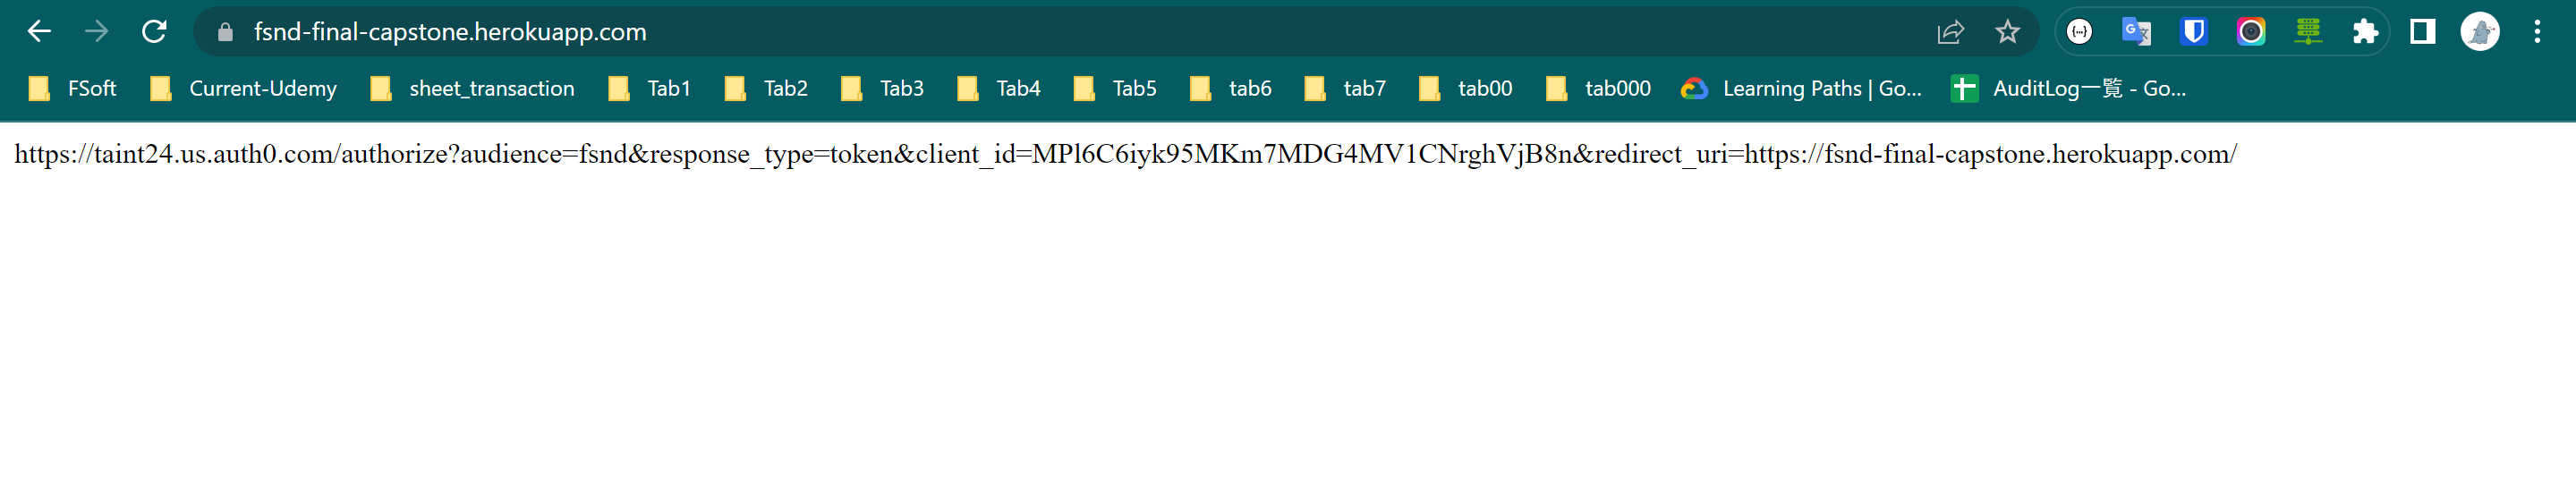 fsnd-final-capstone.herokuapp.com
FSoft Current-Udemy sheet_transaction Tab1 Tab2 Tab3 Tab4 Tab5 tab6 tab7 tab00 tab000 Learning Paths | Go... AuditLog一覧 - Go...
https://taint24.us.auth0.com/authorize?audience=fsnd&response_type=token&client_id=MPl6C6iyk95MKm7MDG4MV1CNrghVjB8n&redirect_uri=https://fsnd-final-capstone.herokuapp.com/